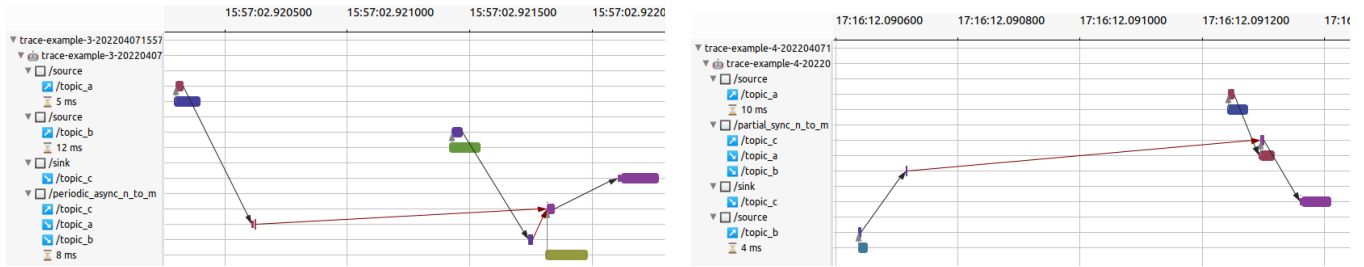 15:57:02.920500 15:57:02.921000 15:57:02.921500 15:57:02.9220
trace-example-3-202204071557
trace-example-3-20220407
/source
/topic_a
5 ms
/source
/topic_b
12 ms
/sink
/topic_c
/periodic_async_n_to_m
/topic_c
/topic_a
/topic_b
8 ms
17:16:12.090600 17:16:12.090800 17:16:12.091000 17:16:12.091200 17:16
trace-example-4-202204071
trace-example-4-20220
/source
/topic_a
10 ms
/partial_sync_n_to_m
/topic_c
/topic_a
/topic_b
/sink
/topic_c
/source
/topic_b
4 ms